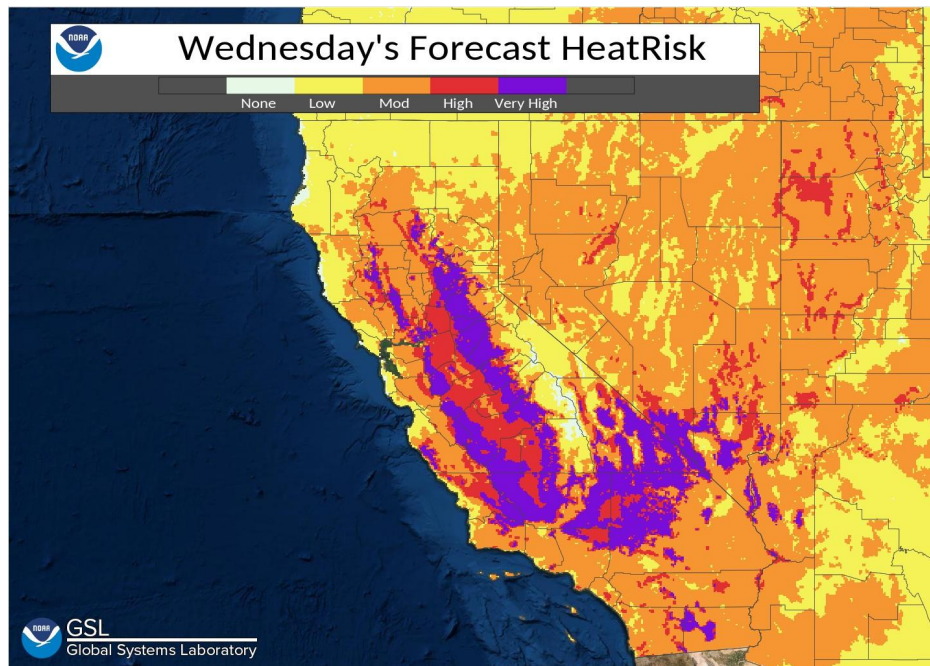 NOAA
Wednesday's Forecast HeatRisk
None Low Mod High Very High
NOAA
GSL
Global Systems Laboratory